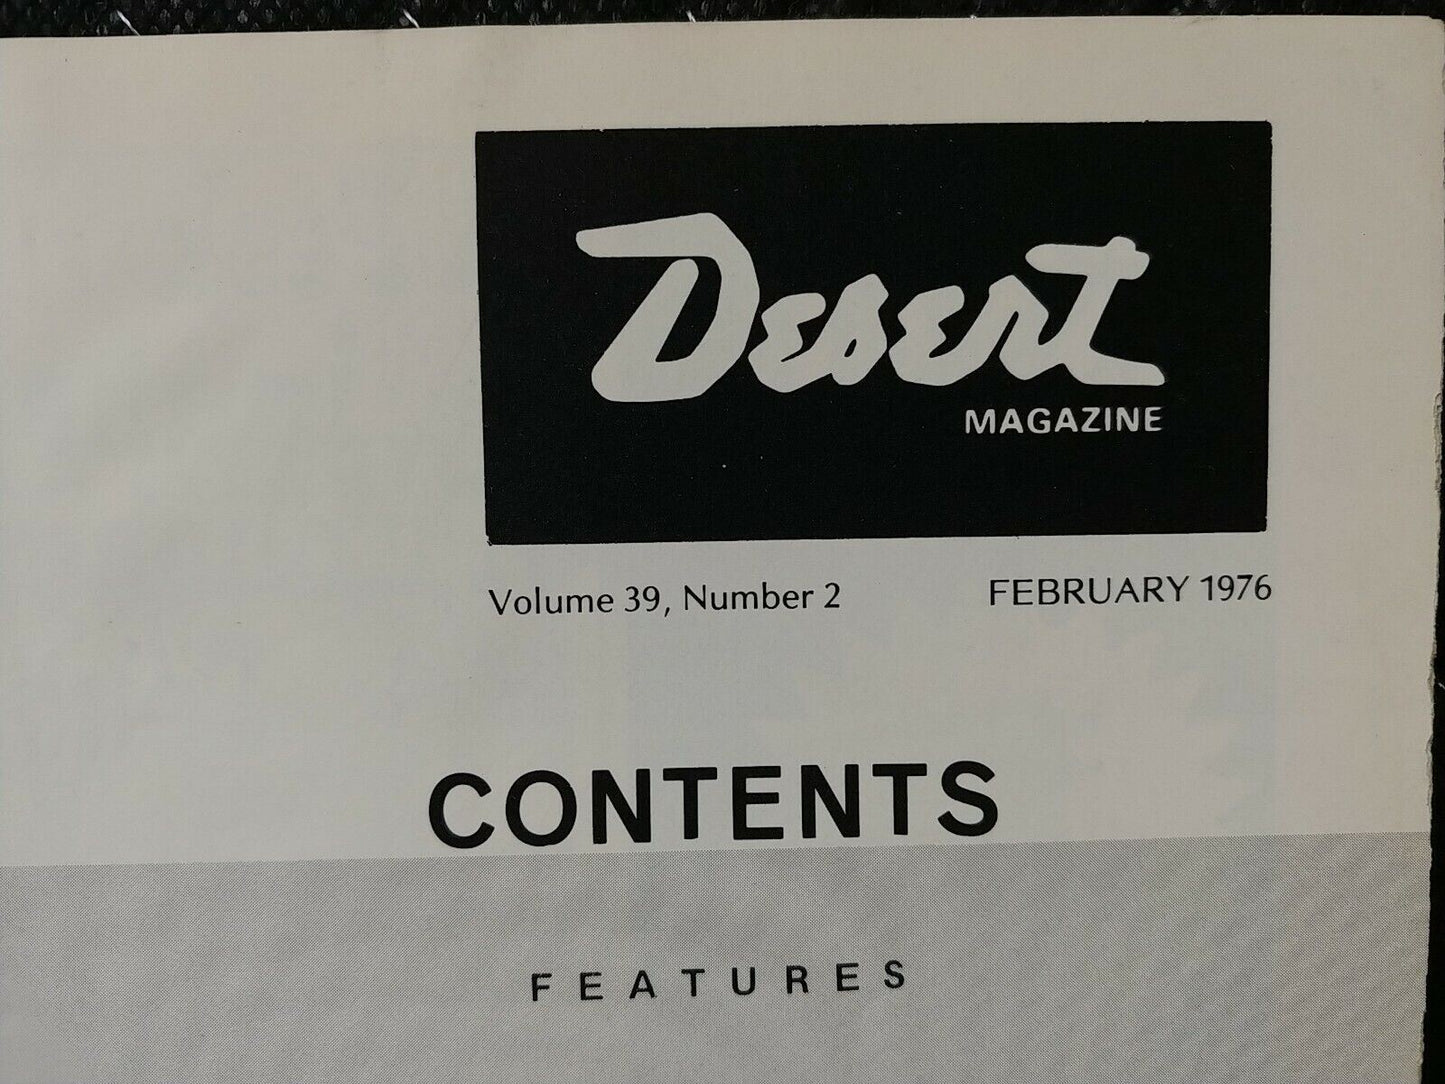 Desert
MAGAZINE
Volume 39, Number 2 FEBRUARY 1976
CONTENTS
FEATURES